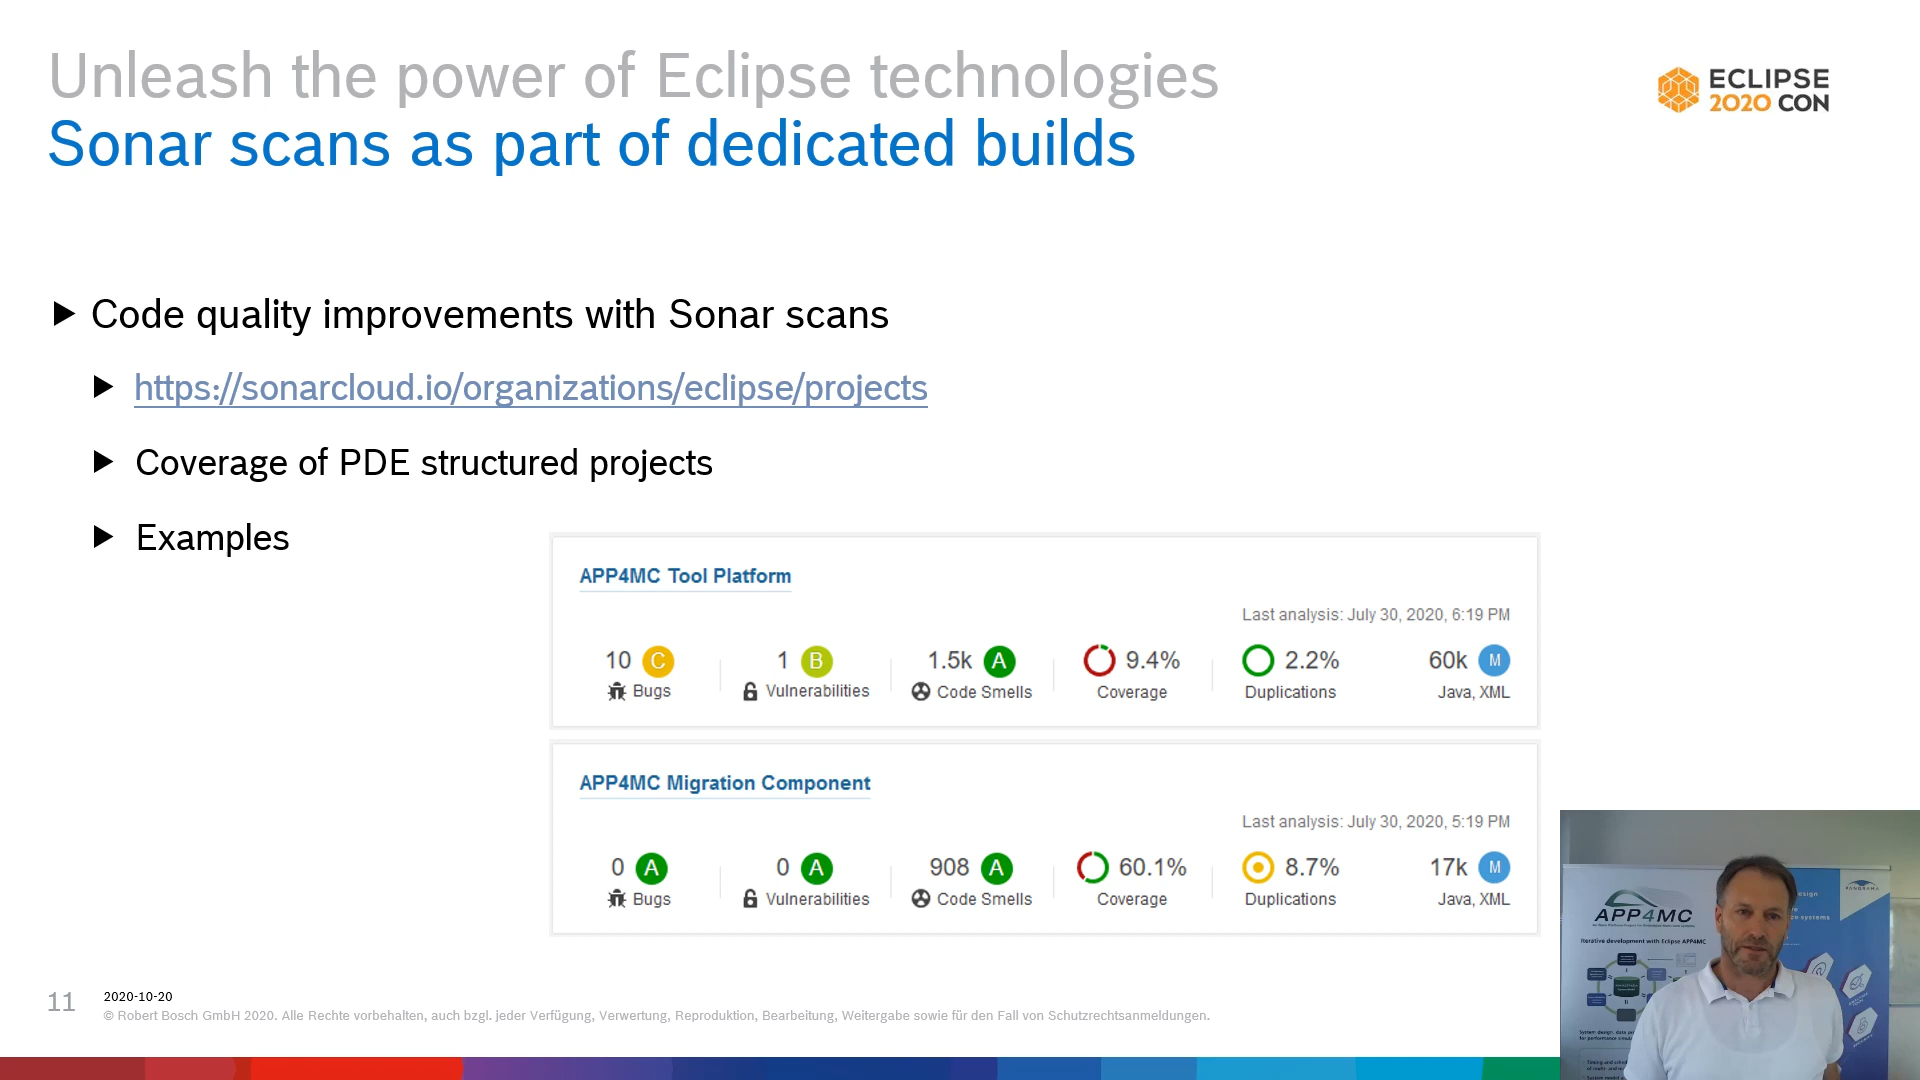 Unleash the power of Eclipse technologies
Sonar scans as part of dedicated builds
ECLIPSE
2020 CON
Code quality improvements with Sonar scans
https://sonarcloud.io/organizations/eclipse/projects
Coverage of PDE structured projects
Examples
APP4MC Tool Platform
Last analysis: July 30, 2020, 6:19 PM
10 C 1 B 1.5k A 9.4% 2.2% 60k M
Bugs Vulnerabilities Code Smells Coverage Duplications Java, XML
APP4MC Migration Component
Last analysis: July 30, 2020, 5:19 PM
0 A 0 A 908 A 60.1% 8.7% 17k M
Bugs Vulnerabilities Code Smells Coverage Duplications Java, XML
APP4MC
Iterative development with Eclipse APP4MC
PANORAMA
11
2020-10-20
© Robert Bosch GmbH 2020. Alle Rechte vorbehalten, auch bzgl. jeder Verfügung, Verwertung, Reproduktion, Bearbeitung, Weitergabe sowie für den Fall von Schutzrechtsanmeldungen.